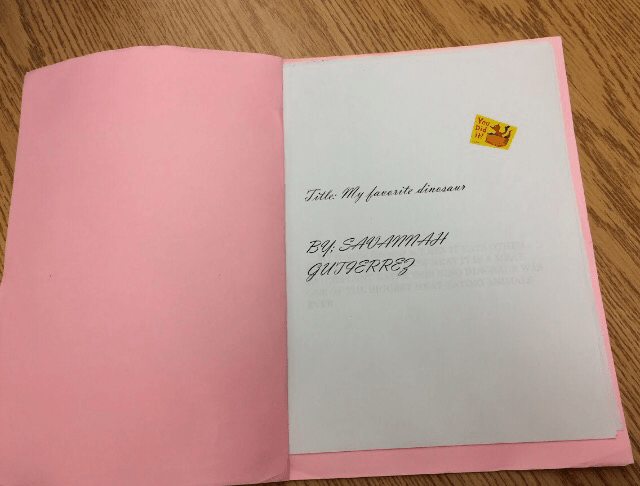 You
Did
it!
Title: My favorite dinosaur
BY; SAVANNAH
GUTIERREZ